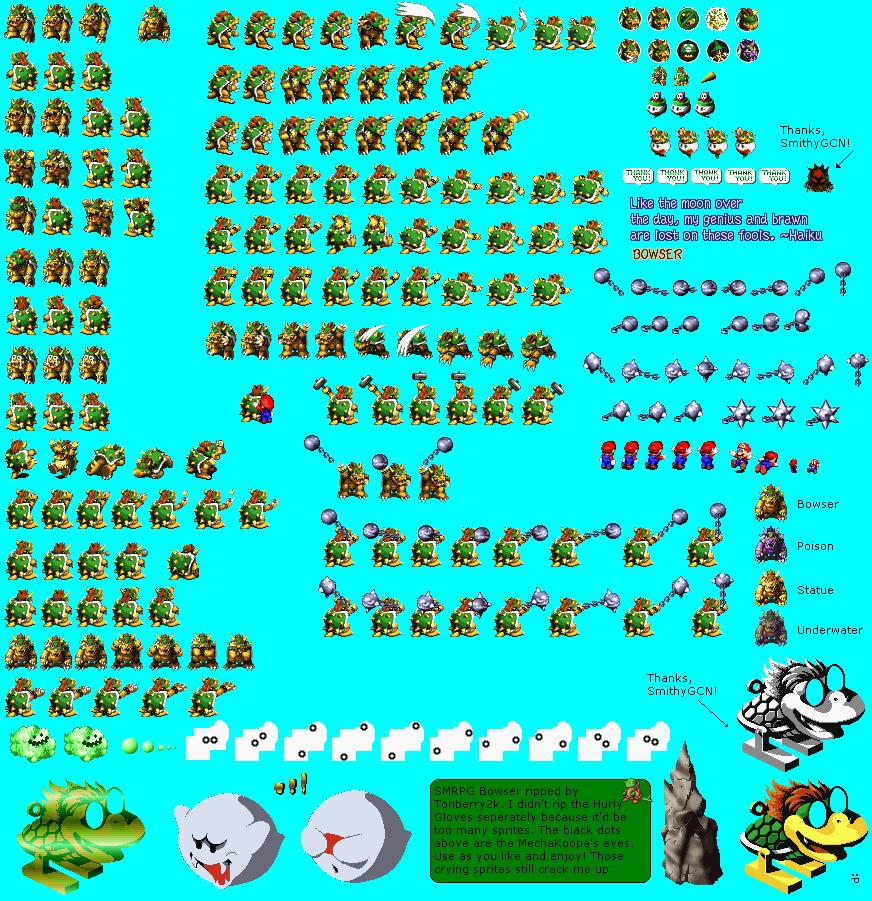 Thanks,
SmithyGCN!
THANK YOU!
THANK YOU!
THANK YOU!
THANK YOU!
THANK YOU!
Like the moon over
the day, my genius and brawn
are lost on these fools. ~Haiku
BOWSER
Bowser
Poison
Statue
Underwater
Thanks,
SmithyGCN!
SMRPG Bowser ripped by
Tonberry2k. I didn't rip the Hurly
Gloves seperately because it'd be
too many sprites. The black dots
above are the MechaKoopa's eyes.
Use as you like and enjoy! Those
crying sprites still crack me up.
:P